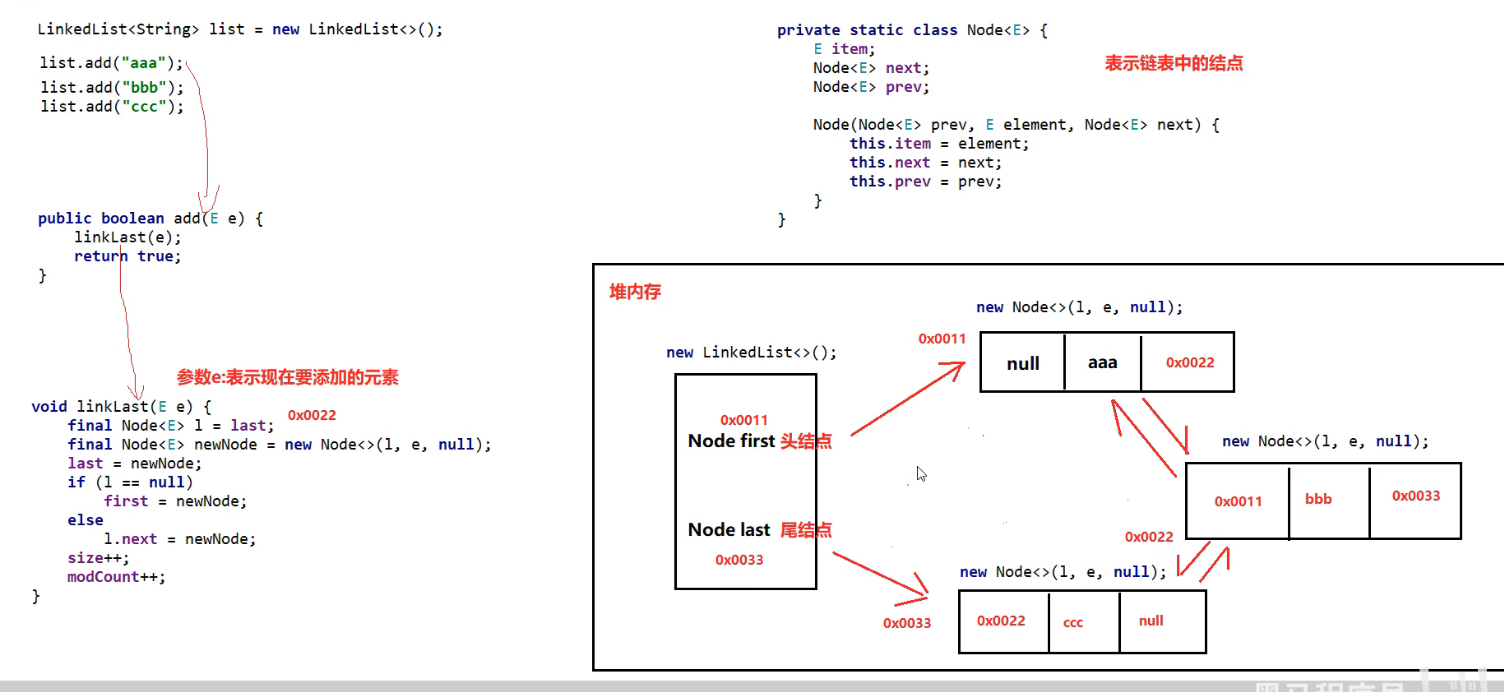 LinkedList<String> list = new LinkedList<>();
list.add("aaa");
list.add("bbb");
list.add("ccc");
public boolean add(E e) {
linkLast(e);
return true;
}
参数e:表示现在要添加的元素
void linkLast(E e) {
final Node<E> l = last;
0x0022
final Node<E> newNode = new Node<>(l, e, null);
last = newNode;
if (l == null)
first = newNode;
else
l.next = newNode;
size++;
modCount++;
}
private static class Node<E> {
E item;
Node<E> next;
Node<E> prev;
表示链表中的结点
Node(Node<E> prev, E element, Node<E> next) {
this.item = element;
this.next = next;
this.prev = prev;
}
}
堆内存
new LinkedList<>();
0x0011
Node first 头结点
Node last 尾结点
0x0033
new Node<>(l, e, null);
0x0011
null aaa 0x0022
new Node<>(l, e, null);
0x0011 bbb 0x0033
0x0022
new Node<>(l, e, null);
0x0033
0x0022 ccc null